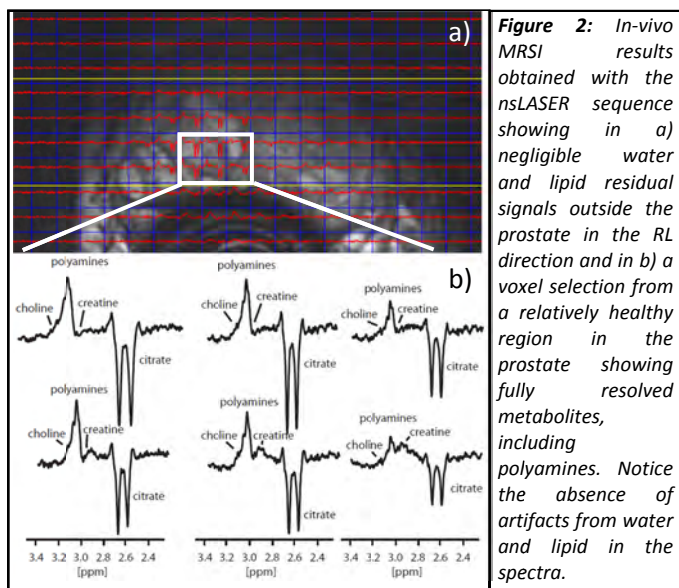 a)
Figure 2: In-vivo
MRSI results
obtained with the
nsLASER sequence
showing in a)
negligible water
and lipid residual
signals outside the
prostate in the RL
direction and in b) a
voxel selection from
a relatively healthy
region in the
prostate showing
fully resolved
metabolites,
including
polyamines. Notice
the absence of
artifacts from water
and lipid in the
spectra.
b)
polyamines
choline
creatine
citrate
polyamines
choline
creatine
citrate
polyamines
choline
creatine
citrate
polyamines
choline
creatine
citrate
polyamines
choline
creatine
citrate
polyamines
choline
creatine
citrate
3.4 3.2 3.0 2.8 2.6 2.4
3.4 3.2 3.0 2.8 2.6 2.4
3.4 3.2 3.0 2.8 2.6 2.4
[ppm]
[ppm]
[ppm]